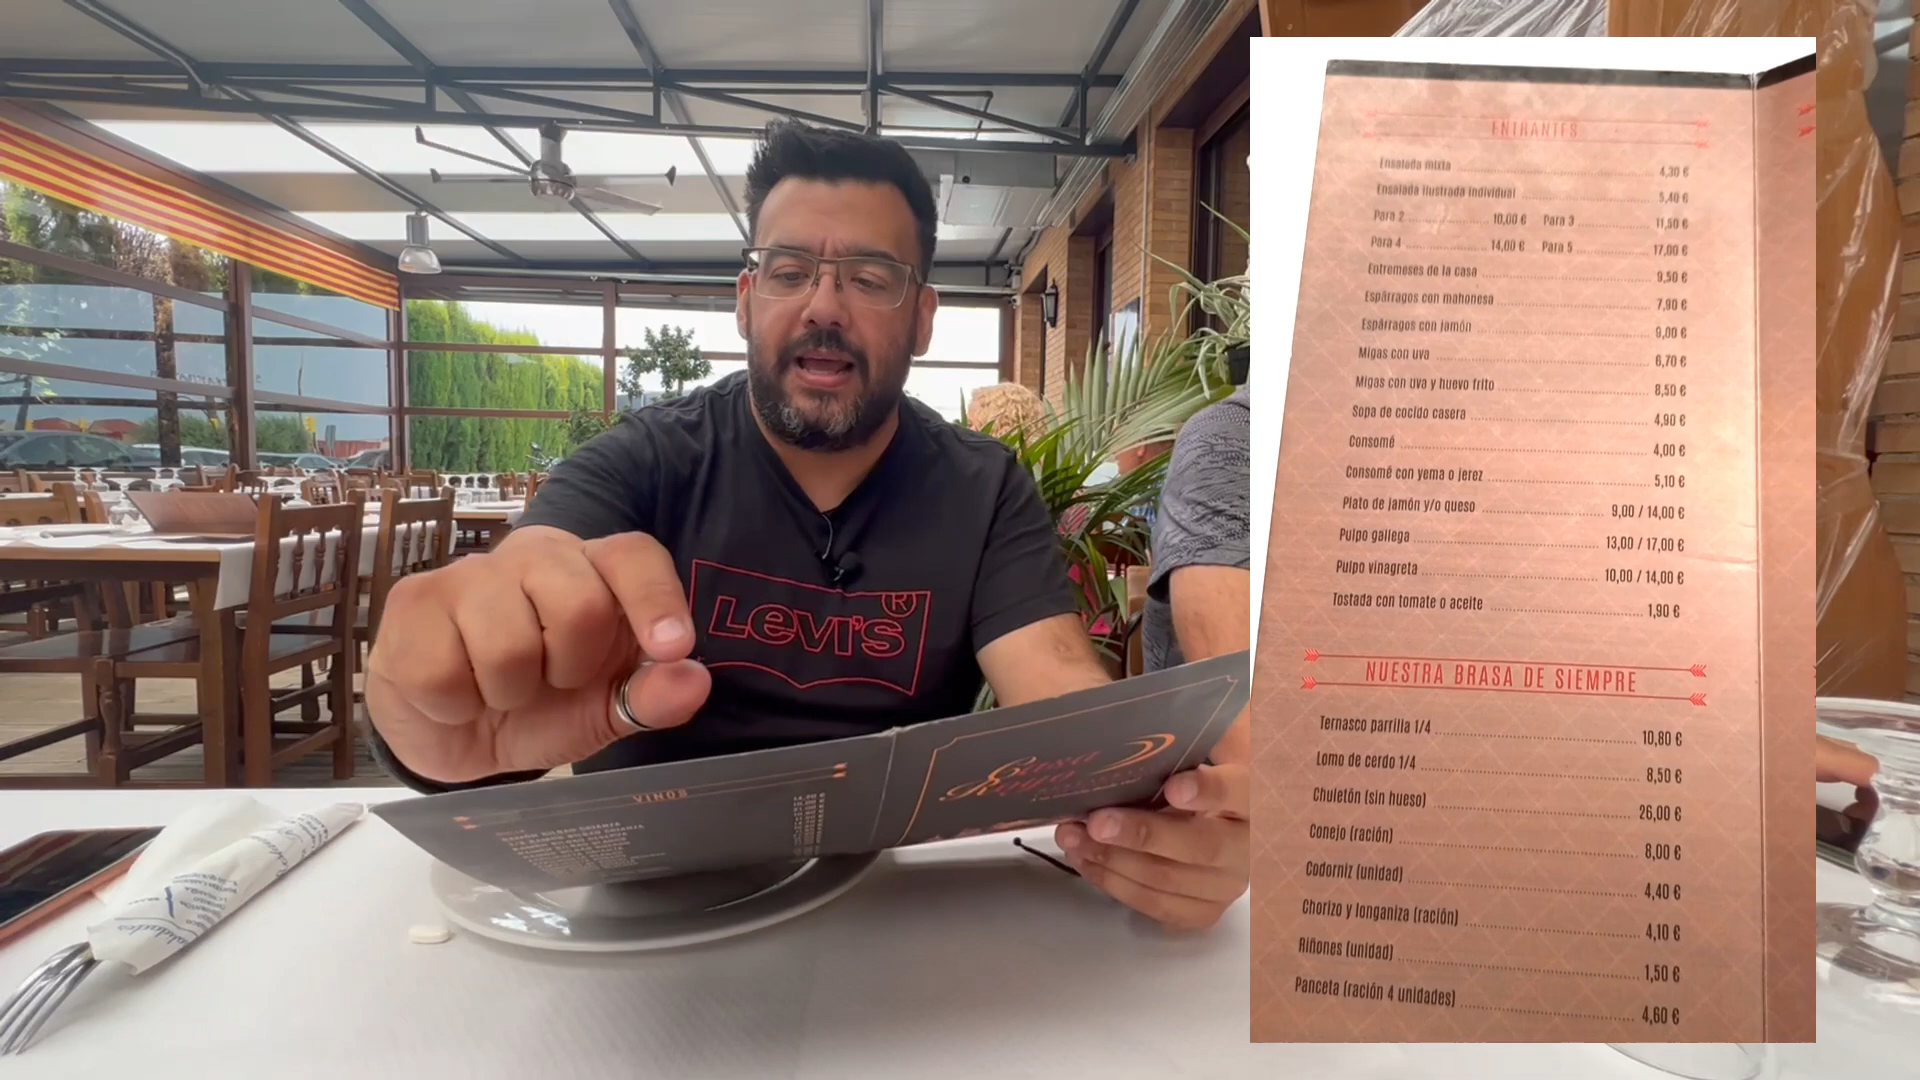 LEVI'S
®
VINOS
Casa
ENTRANTES
Ensalada mixta 4,30 €
Ensalada ilustrada individual 5,40 €
Para 2 10,00 € Para 3 11,50 €
Para 4 14,00 € Para 5 17,00 €
Entremeses de la casa 9,50 €
Espárragos con mahonesa 7,90 €
Espárragos con jamón 9,00 €
Migas con uva 6,70 €
Migas con uva y huevo frito 8,50 €
Sopa de cocido casera 4,90 €
Consomé 4,00 €
Consomé con yema o jerez 5,10 €
Plato de jamón y/o queso 9,00 / 14,00 €
Pulpo gallega 13,00 / 17,00 €
Pulpo vinagreta 10,00 / 14,00 €
Tostada con tomate o aceite 1,90 €
NUESTRA BRASA DE SIEMPRE
Ternasco parrilla 1/4 10,80 €
Lomo de cerdo 1/4 8,50 €
Chuletón (sin hueso) 26,00 €
Conejo (ración) 8,00 €
Codorniz (unidad) 4,40 €
Chorizo y longaniza (ración) 4,10 €
Riñones (unidad) 1,50 €
Panceta (ración 4 unidades) 4,60 €